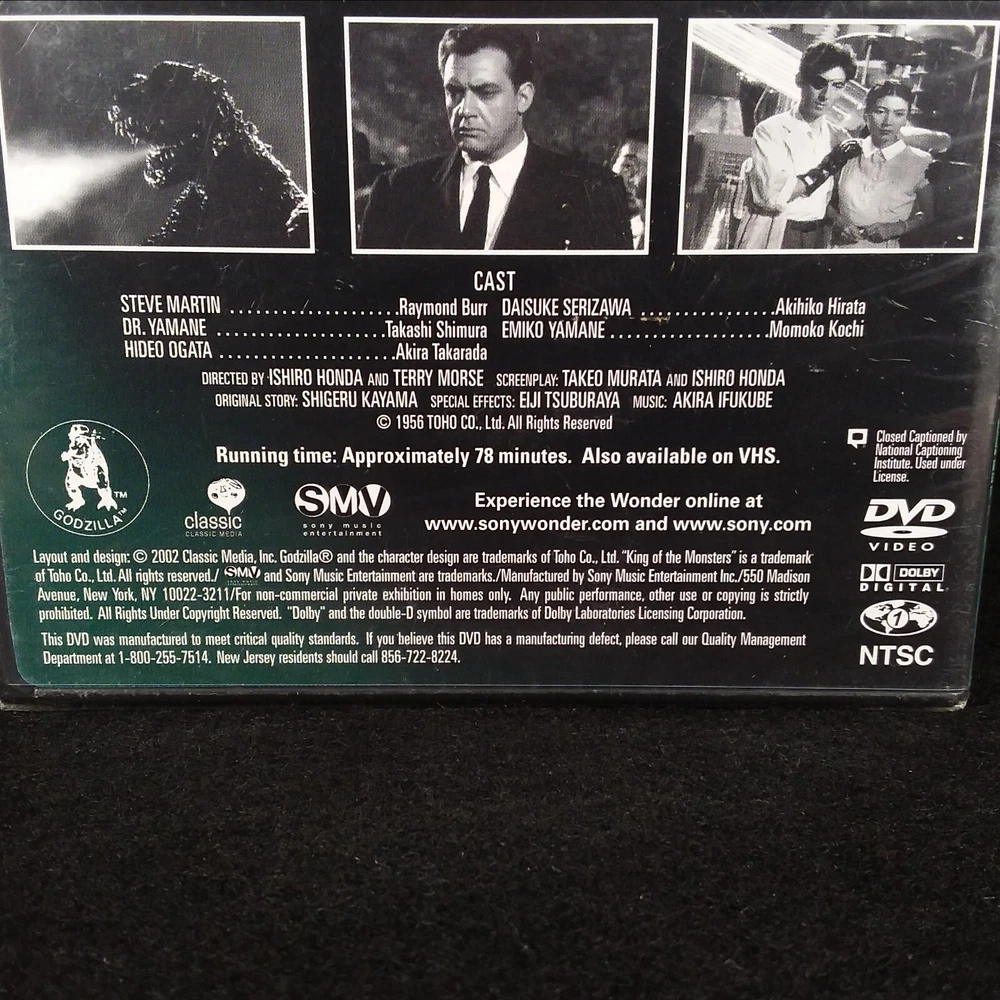 CAST
STEVE MARTIN ........................Raymond Burr DAISUKE SERIZAWA ......................Akihiko Hirata
DR. YAMANE .............................Takashi Shimura EMIKO YAMANE ...........................Momoko Kochi
HIDEO OGATA ..............................Akira Takarada
DIRECTED BY ISHIRO HONDA AND TERRY MORSE SCREENPLAY: TAKEO MURATA AND ISHIRO HONDA
ORIGINAL STORY: SHIGERU KAYAMA SPECIAL EFFECTS: EIJI TSUBURAYA MUSIC: AKIRA IFUKUBE
© 1956 TOHO CO., Ltd. All Rights Reserved
Running time: Approximately 78 minutes. Also available on VHS.
Closed Captioned by
National Captioning
Institute. Used under
License.
TM
GODZILLA™
classic
CLASSIC MEDIA
SMV
sony music
entertainment
Experience the Wonder online at
www.sonywonder.com and www.sony.com
DVD
VIDEO
Layout and design: © 2002 Classic Media, Inc. Godzilla® and the character design are trademarks of Toho Co., Ltd. "King of the Monsters" is a trademark
of Toho Co., Ltd. All rights reserved./ SMV and Sony Music Entertainment are trademarks./Manufactured by Sony Music Entertainment Inc./550 Madison
Avenue, New York, NY 10022-3211/For non-commercial private exhibition in homes only. Any public performance, other use or copying is strictly
prohibited. All Rights Under Copyright Reserved. "Dolby" and the double-D symbol are trademarks of Dolby Laboratories Licensing Corporation.
DOLBY
DIGITAL
1
NTSC
This DVD was manufactured to meet critical quality standards. If you believe this DVD has a manufacturing defect, please call our Quality Management
Department at 1-800-255-7514. New Jersey residents should call 856-722-8224.